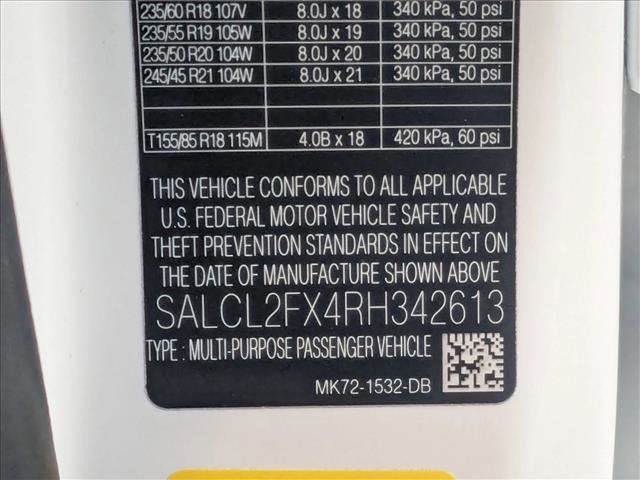 235/60 R18 107V 8.0J x 18 340 kPa, 50 psi
235/55 R19 105W 8.0J x 19 340 kPa, 50 psi
235/50 R20 104W 8.0J x 20 340 kPa, 50 psi
245/45 R21 104W 8.0J x 21 340 kPa, 50 psi
T155/85 R18 115M 4.0B x 18 420 kPa, 60 psi
THIS VEHICLE CONFORMS TO ALL APPLICABLE
U.S. FEDERAL MOTOR VEHICLE SAFETY AND
THEFT PREVENTION STANDARDS IN EFFECT ON
THE DATE OF MANUFACTURE SHOWN ABOVE
SALCL2FX4RH342613
TYPE : MULTI-PURPOSE PASSENGER VEHICLE
MK72-1532-DB